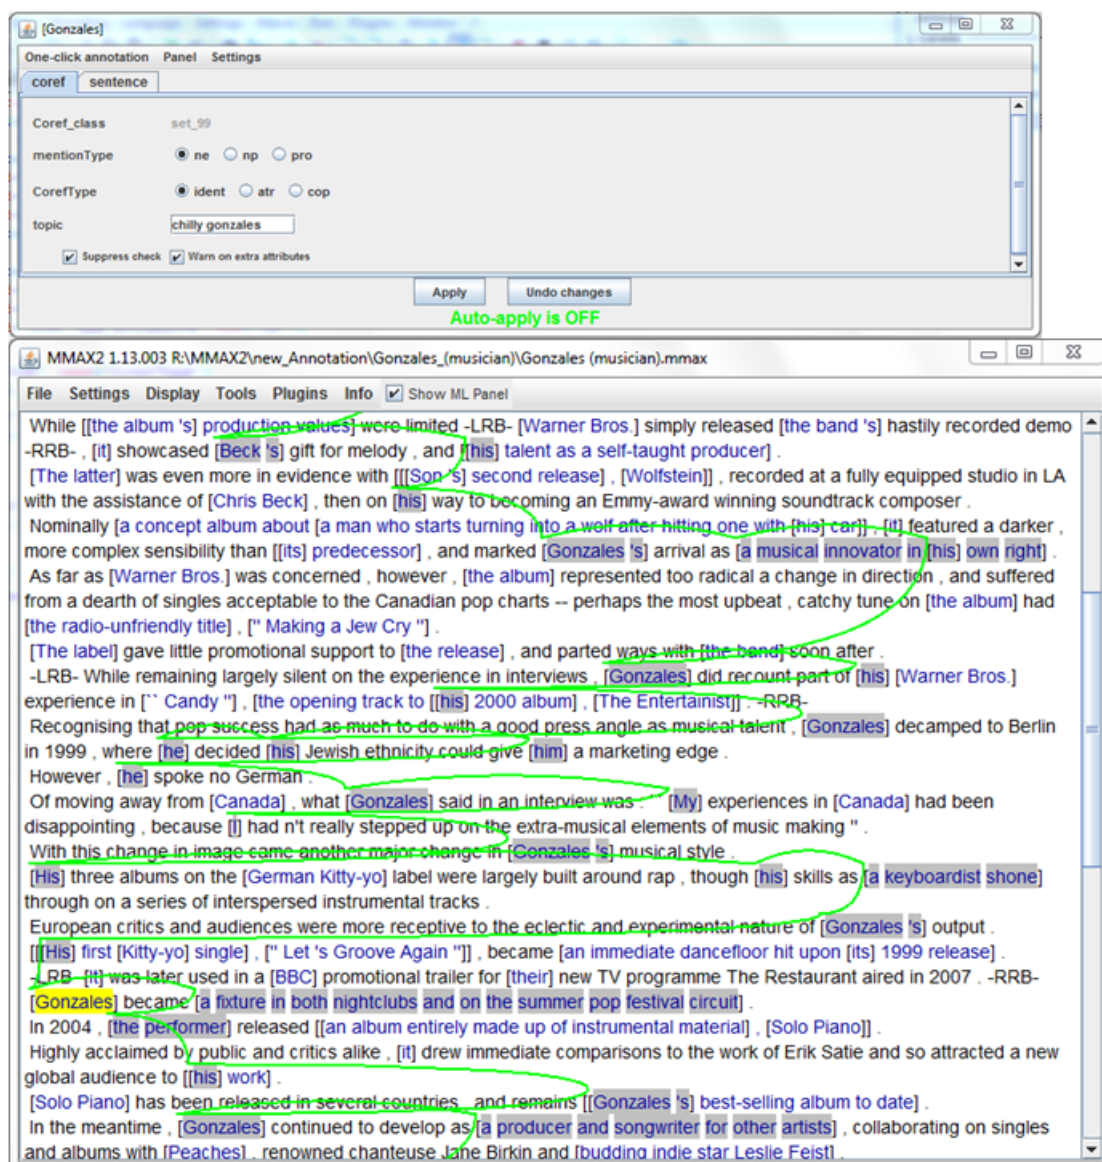 [Gonzales]
One-click annotation Panel Settings
coref sentence
Coref_class set_99
mentionType ne np pro
CorefType ident atr cop
topic chilly gonzales
Suppress check Warn on extra attributes
Apply Undo changes
Auto-apply is OFF
MMAX2 1.13.003 R:\MMAX2\new_Annotation\Gonzales_(musician)\Gonzales (musician).mmax
File Settings Display Tools Plugins Info Show ML Panel
While [[the album 's] production values] were limited -LRB- [Warner Bros.] simply released [the band 's] hastily recorded demo
-RRB- , [it] showcased [Beck 's] gift for melody , and [[his] talent as a self-taught producer] .
[The latter] was even more in evidence with [[[Son 's] second release] , [Wolfstein]] , recorded at a fully equipped studio in LA
with the assistance of [Chris Beck] , then on [his] way to becoming an Emmy-award winning soundtrack composer .
Nominally [a concept album about [a man who starts turning into a wolf after hitting one with [his] car]] , [it] featured a darker ,
more complex sensibility than [[its] predecessor] , and marked [Gonzales 's] arrival as [a musical innovator in [his] own right] .
As far as [Warner Bros.] was concerned , however , [the album] represented too radical a change in direction , and suffered
from a dearth of singles acceptable to the Canadian pop charts -- perhaps the most upbeat , catchy tune on [the album] had
[the radio-unfriendly title] , [" Making a Jew Cry "] .
[The label] gave little promotional support to [the release] , and parted ways with [the band] soon after .
-LRB- While remaining largely silent on the experience in interviews , [Gonzales] did recount part of [his] [Warner Bros.]
experience in [`` Candy "] , [the opening track to [[his] 2000 album] , [The Entertainist]] . -RRB-
Recognising that pop success had as much to do with a good press angle as musical talent , [Gonzales] decamped to Berlin
in 1999 , where [he] decided [his] Jewish ethnicity could give [him] a marketing edge .
However , [he] spoke no German .
Of moving away from [Canada] , what [Gonzales] said in an interview was : `` [My] experiences in [Canada] had been
disappointing , because [I] had n't really stepped up on the extra-musical elements of music making " .
With this change in image came another major change in [Gonzales 's] musical style .
[His] three albums on the [German Kitty-yo] label were largely built around rap , though [his] skills as [a keyboardist shone]
through on a series of interspersed instrumental tracks .
European critics and audiences were more receptive to the eclectic and experimental nature of [Gonzales 's] output .
[[[His] first [Kitty-yo] single] , [" Let 's Groove Again "]] , became [an immediate dancefloor hit upon [its] 1999 release] .
-LRB- [It] was later used in a [BBC] promotional trailer for [their] new TV programme The Restaurant aired in 2007 . -RRB-
[Gonzales] became [a fixture in both nightclubs and on the summer pop festival circuit] .
In 2004 , [the performer] released [[an album entirely made up of instrumental material] , [Solo Piano]] .
Highly acclaimed by public and critics alike , [it] drew immediate comparisons to the work of Erik Satie and so attracted a new
global audience to [[his] work] .
[Solo Piano] has been released in several countries , and remains [[Gonzales 's] best-selling album to date] .
In the meantime , [Gonzales] continued to develop as [a producer and songwriter for other artists] , collaborating on singles
and albums with [Peaches] , renowned chanteuse Jane Birkin and [budding indie star Leslie Feist] .